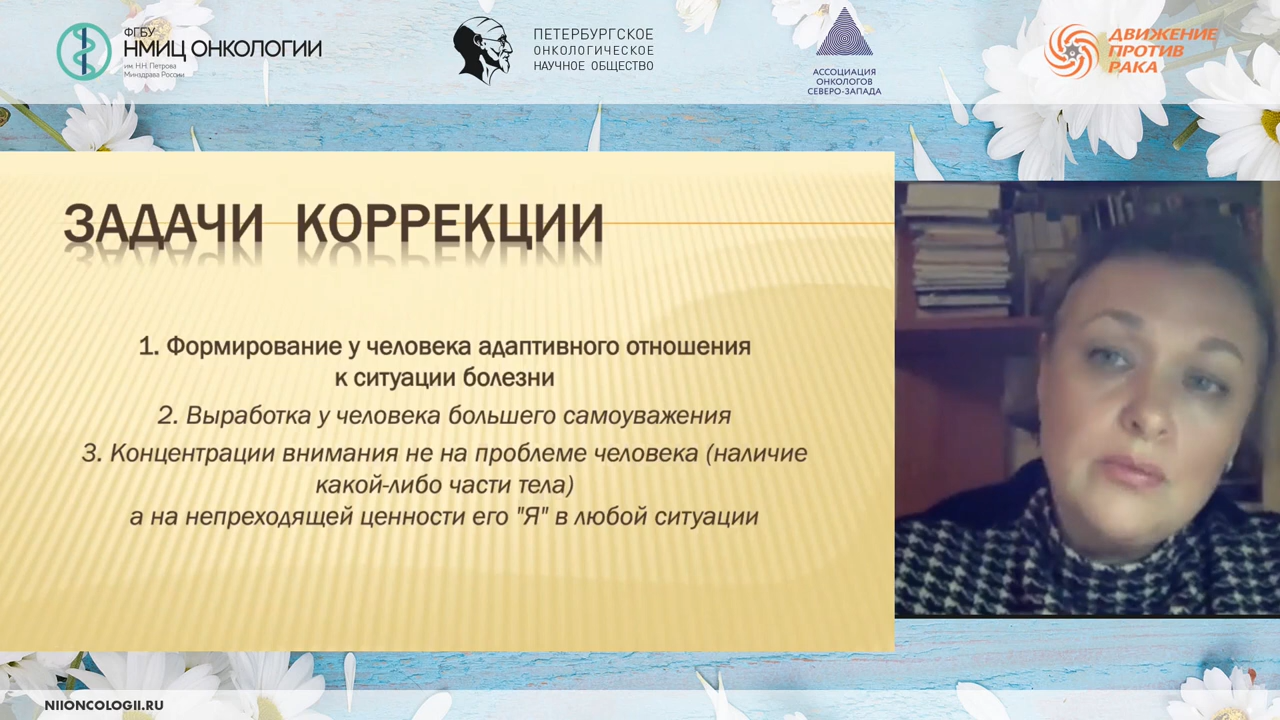 ФГБУ
НМИЦ ОНКОЛОГИИ
им. Н.Н. Петрова
Минздрава России
ПЕТЕРБУРГСКОЕ
ОНКОЛОГИЧЕСКОЕ
НАУЧНОЕ ОБЩЕСТВО
АССОЦИАЦИЯ
ОНКОЛОГОВ
СЕВЕРО-ЗАПАДА
ДВИЖЕНИЕ
ПРОТИВ
РАКА
ЗАДАЧИ КОРРЕКЦИИ
1. Формирование у человека адаптивного отношения
к ситуации болезни
2. Выработка у человека большего самоуважения
3. Концентрации внимания не на проблеме человека (наличие
какой-либо части тела)
а на непреходящей ценности его "Я" в любой ситуации
NIIONCOLOGII.RU